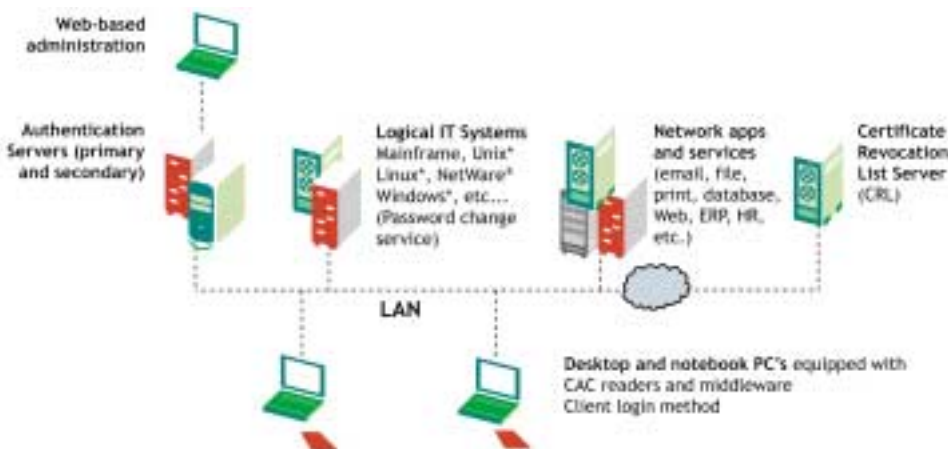 Web-based
administration
Authentication
Servers (primary
and secondary)
Logical IT Systems
Mainframe, Unix*
Linux*, NetWare®
Windows*, etc...
(Password change
service)
Network apps
and services
(email, file,
print, database,
Web, ERP, HR,
etc.)
Certificate
Revocation
List Server
(CRL)
LAN
Desktop and notebook PC's equipped with
CAC readers and middleware
Client login method